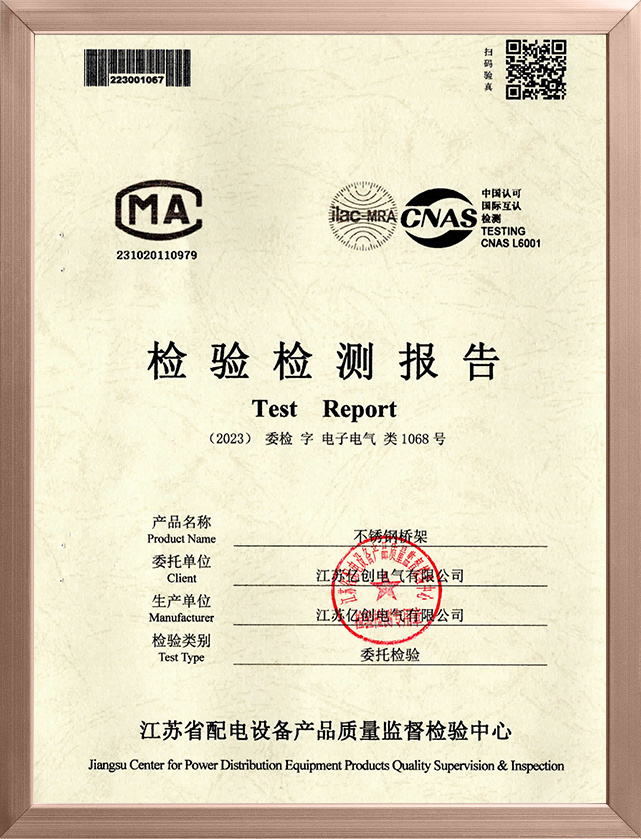 223001067
扫码验真
MA
231020110979
ilac-MRA
CNAS
中国认可
国际互认
检测
TESTING
CNAS L6001
检验检测报告
Test Report
（2023） 委检 字 电子电气 类1068号
产品名称
Product Name
不锈钢桥架
委托单位
Client
江苏亿创电气有限公司
生产单位
Manufacturer
江苏亿创电气有限公司
检验类别
Test Type
委托检验
江苏省配电设备产品质量监督检验中心
Jiangsu Center for Power Distribution Equipment Products Quality Supervision & Inspection